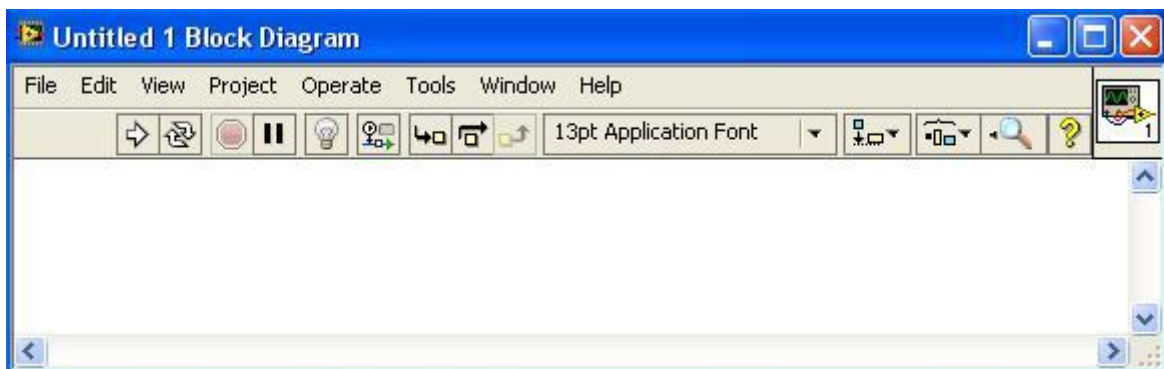 Untitled 1 Block Diagram
File Edit View Project Operate Tools Window Help
13pt Application Font
?
1